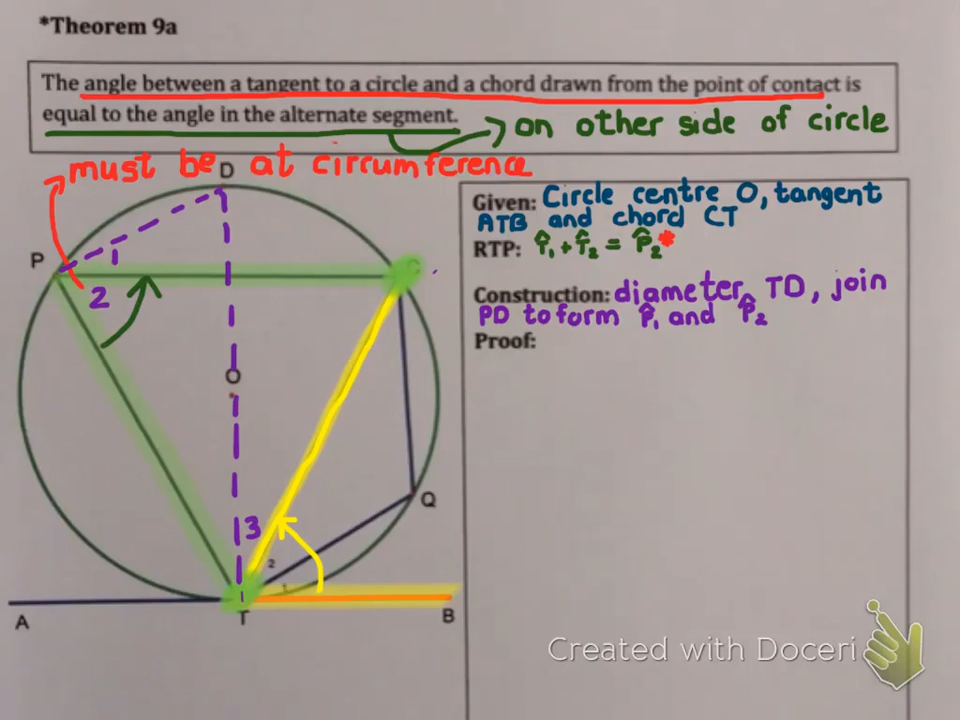 *Theorem 9a
The angle between a tangent to a circle and a chord drawn from the point of contact is
equal to the angle in the alternate segment.
on other side of circle
must be at circumference
D
P
1
2
C
O
3
2
1
Q
A
T
B
Given: Circle centre O, tangent
ATB and chord CT
RTP: T̂₁ + T̂₂ = P̂₂*
Construction: diameter TD, join
PD to form P̂₁ and P̂₂
Proof:
Created with Doceri